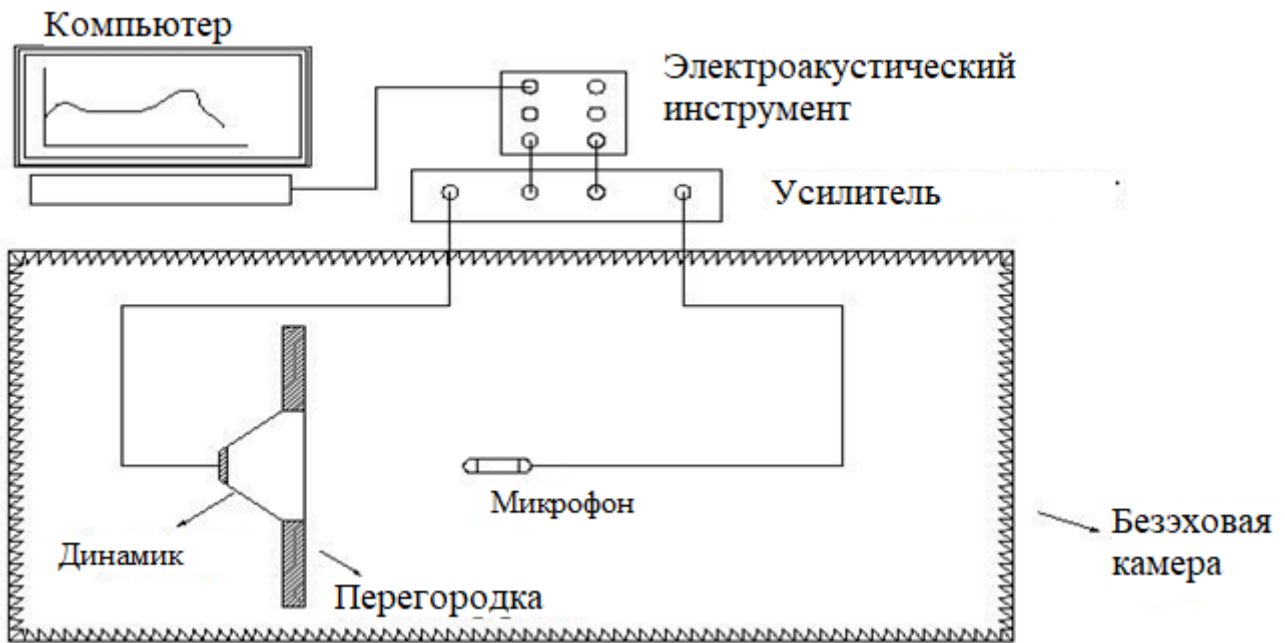 Компьютер
Электроакустический
инструмент
Усилитель
Микрофон
Динамик
Перегородка
Безэховая
камера